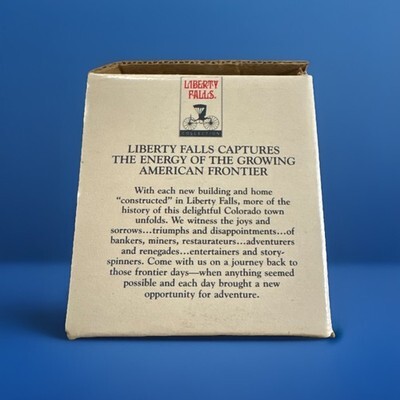 LIBERTY
FALLS.
COLLECTION
LIBERTY FALLS CAPTURES
THE ENERGY OF THE GROWING
AMERICAN FRONTIER
With each new building and home
“constructed” in Liberty Falls, more of the
history of this delightful Colorado town
unfolds. We witness the joys and
sorrows...triumphs and disappointments...of
bankers, miners, restaurateurs...adventurers
and renegades...entertainers and story-
spinners. Come with us on a journey back to
those frontier days—when anything seemed
possible and each day brought a new
opportunity for adventure.